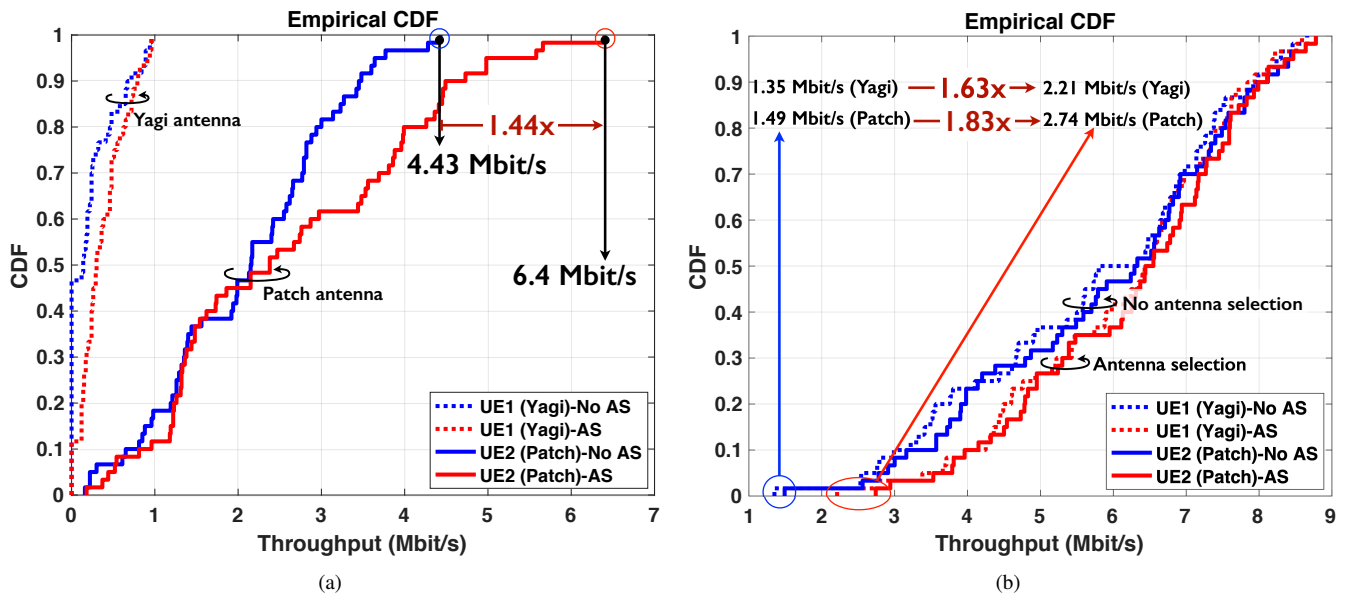 Empirical CDF
1
0.9
0.8
0.7
0.6
0.5
0.4
0.3
0.2
0.1
0
CDF
Yagi antenna
1.44x
4.43 Mbit/s
6.4 Mbit/s
Patch antenna
UE1 (Yagi)-No AS
UE1 (Yagi)-AS
UE2 (Patch)-No AS
UE2 (Patch)-AS
0 1 2 3 4 5 6 7
Throughput (Mbit/s)
(a)
Empirical CDF
1
0.9
0.8
0.7
0.6
0.5
0.4
0.3
0.2
0.1
0
CDF
1.35 Mbit/s (Yagi) 1.63x 2.21 Mbit/s (Yagi)
1.49 Mbit/s (Patch) 1.83x 2.74 Mbit/s (Patch)
No antenna selection
Antenna selection
UE1 (Yagi)-No AS
UE1 (Yagi)-AS
UE2 (Patch)-No AS
UE2 (Patch)-AS
1 2 3 4 5 6 7 8 9
Throughput (Mbit/s)
(b)